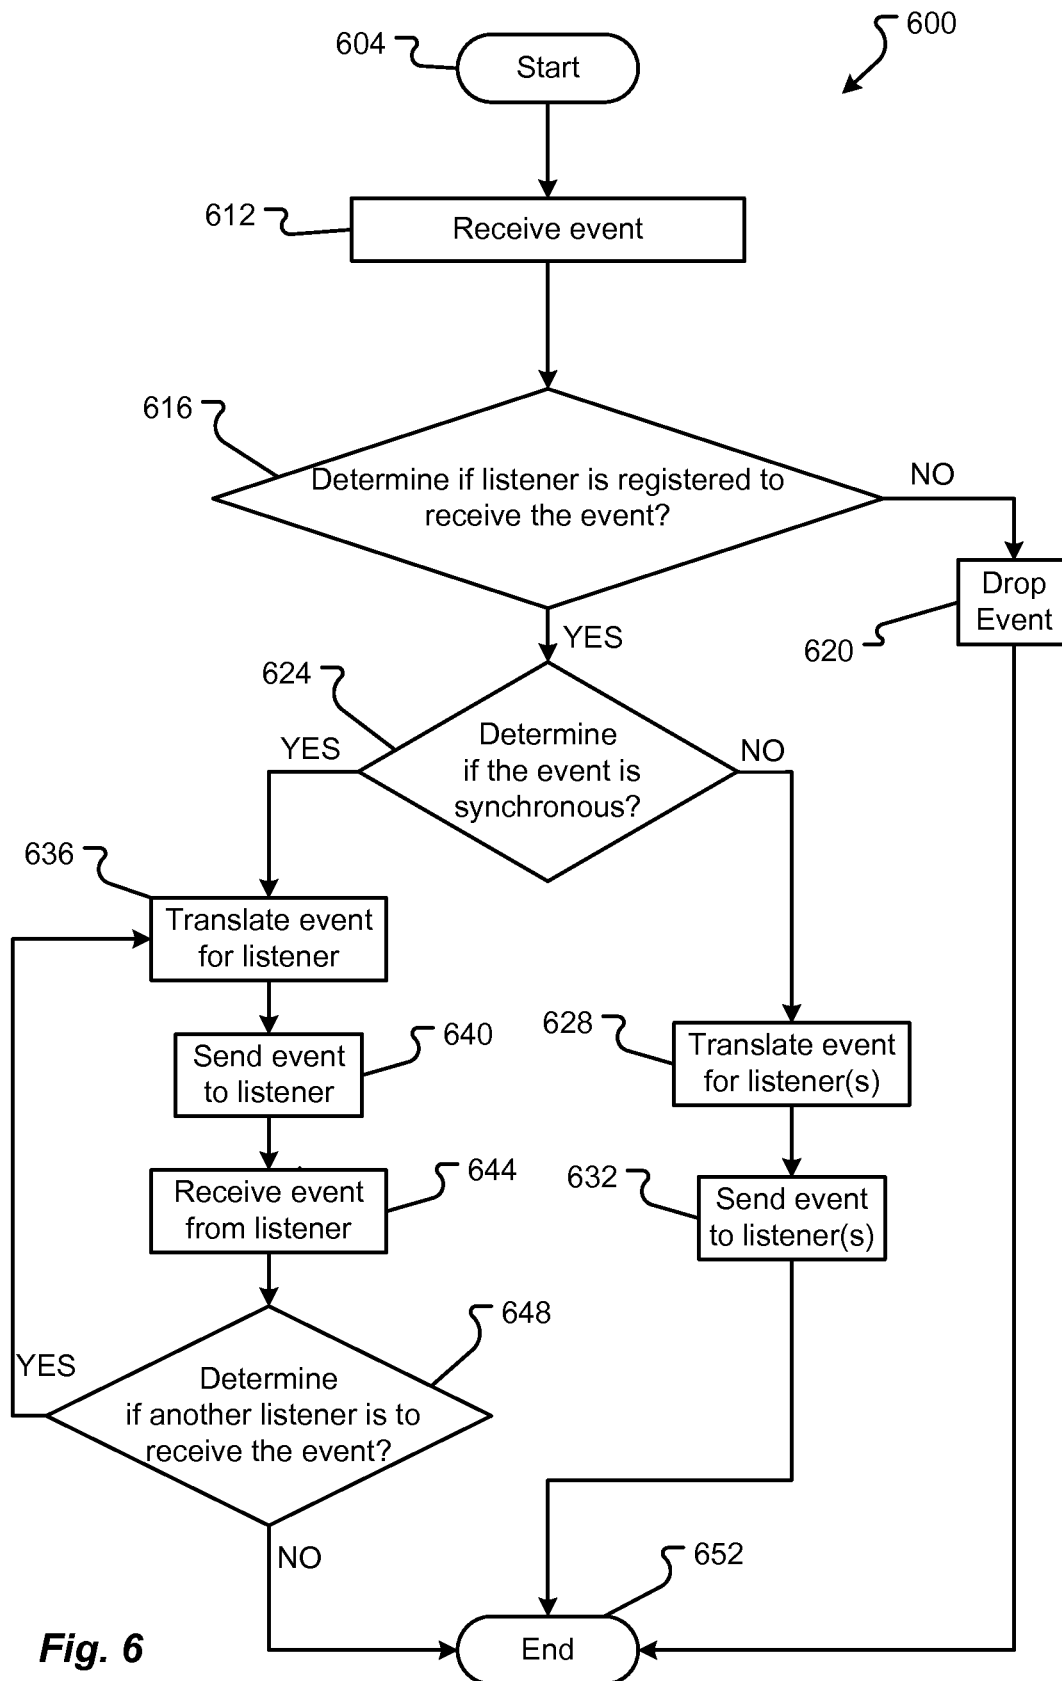 600
604
Start
612
Receive event
616
Determine if listener is registered to
receive the event?
NO
YES
Drop
Event
620
624
Determine
if the event is
synchronous?
YES
NO
636
Translate event
for listener
640
Send event
to listener
628
Translate event
for listener(s)
644
Receive event
from listener
632
Send event
to listener(s)
648
Determine
if another listener is to
receive the event?
YES
NO
652
End
Fig. 6